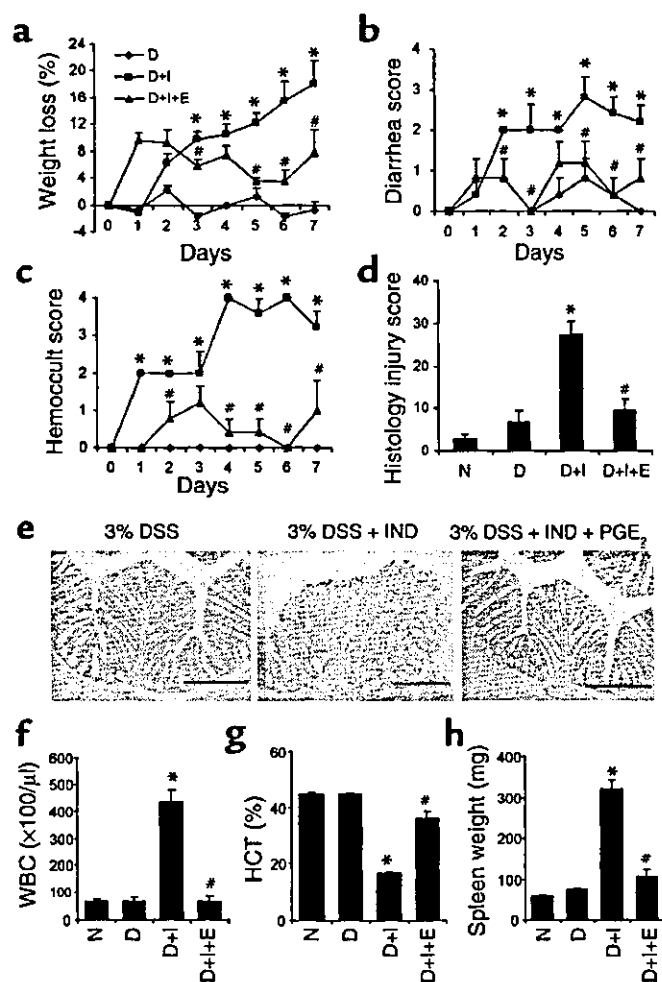 a
Weight loss (%)
24
20
16
12
8
4
0
-4
D
D+I
D+I+E
* * * * *
# # # #
0 1 2 3 4 5 6 7
Days
b
Diarrhea score
4
3
2
1
0
* * * * * *
# # # # #
0 1 2 3 4 5 6 7
Days
c
Hemoccult score
4
3
2
1
0
* * * * * * *
# # # # #
0 1 2 3 4 5 6 7
Days
d
Histology injury score
40
30
20
10
0
*
#
N D D+I D+I+E
e
3% DSS 3% DSS + IND 3% DSS + IND + PGE₂
f
WBC (×100/µl)
600
500
400
300
200
100
0
*
#
N D D+I D+I+E
g
HCT (%)
60
40
20
0
*
#
N D D+I D+I+E
h
Spleen weight (mg)
400
300
200
100
0
*
#
N D D+I D+I+E